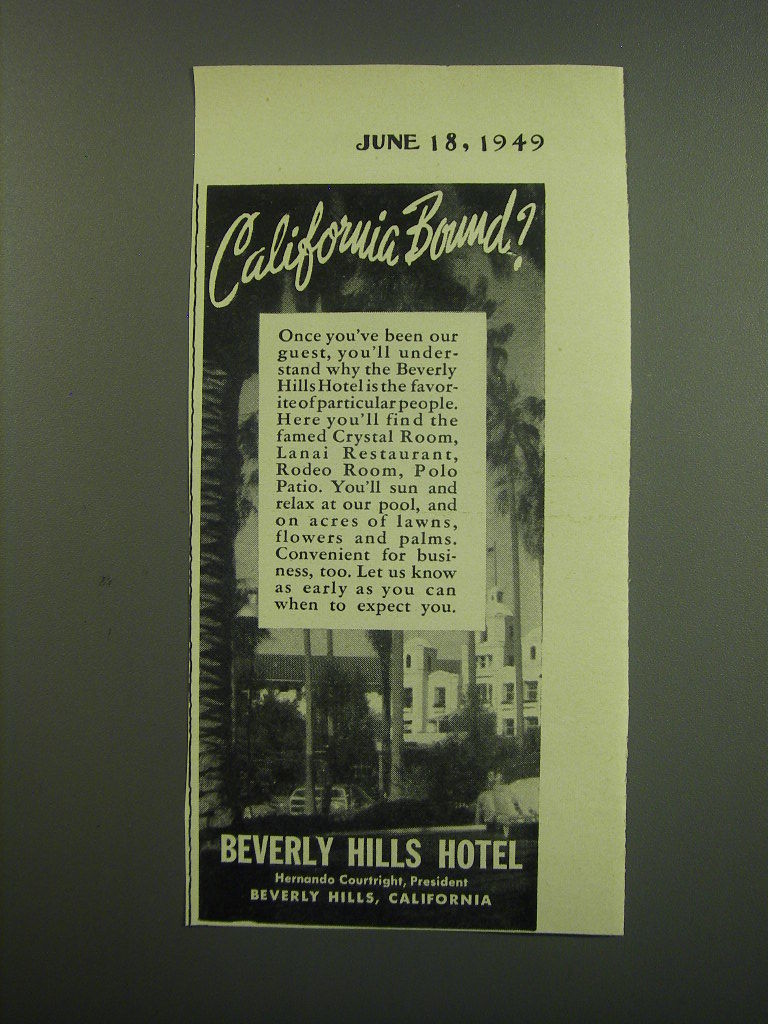 JUNE 18, 1949
California Bound?
Once you've been our
guest, you'll under-
stand why the Beverly
Hills Hotel is the favor-
ite of particular people.
Here you'll find the
famed Crystal Room,
Lanai Restaurant,
Rodeo Room, Polo
Patio. You'll sun and
relax at our pool, and
on acres of lawns,
flowers and palms.
Convenient for busi-
ness, too. Let us know
as early as you can
when to expect you.
BEVERLY HILLS HOTEL
Hernando Courtright, President
BEVERLY HILLS, CALIFORNIA